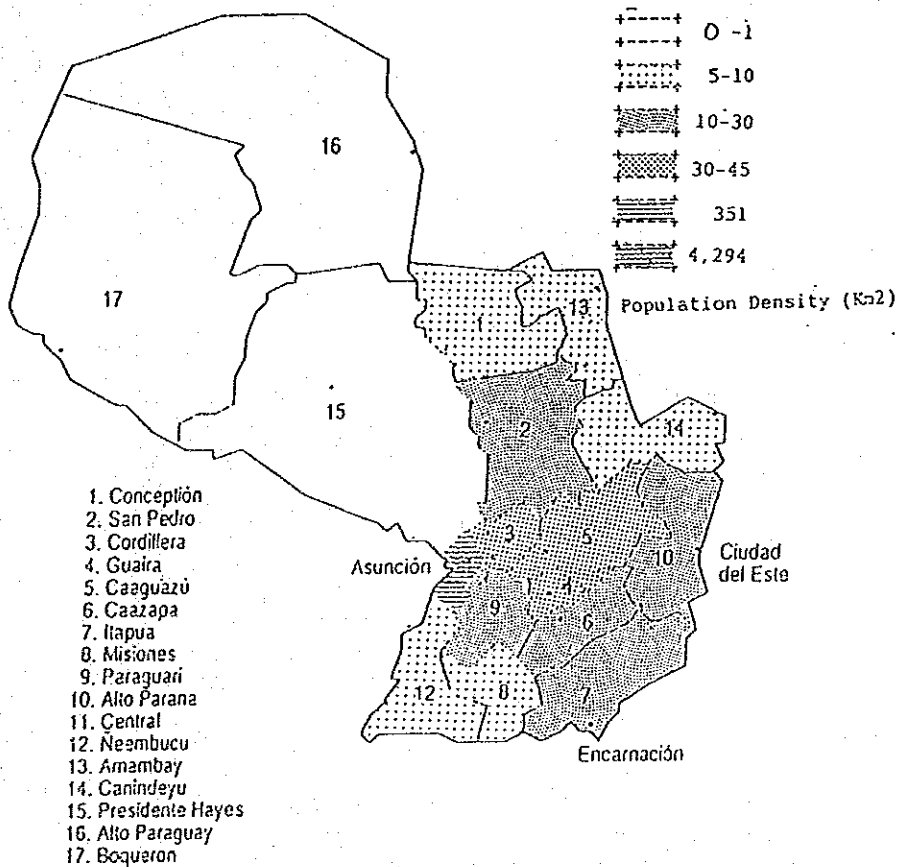 0 -1
5-10
10-30
30-45
351
4,294
Population Density (Km2)
16
17
13
1
15
2
14
3
5
10
4
9
6
12
8
7
Asunción
Ciudad
del Este
Encarnación
1. Conceptión
2. San Pedro
3. Cordillera
4. Guaira
5. Caaguazú
6. Caazapa
7. Itapua
8. Misiones
9. Paraguari
10. Alto Parana
11. Central
12. Ñeembucu
13. Amambay
14. Canindeyu
15. Presidente Hayes
16. Alto Paraguay
17. Boqueron